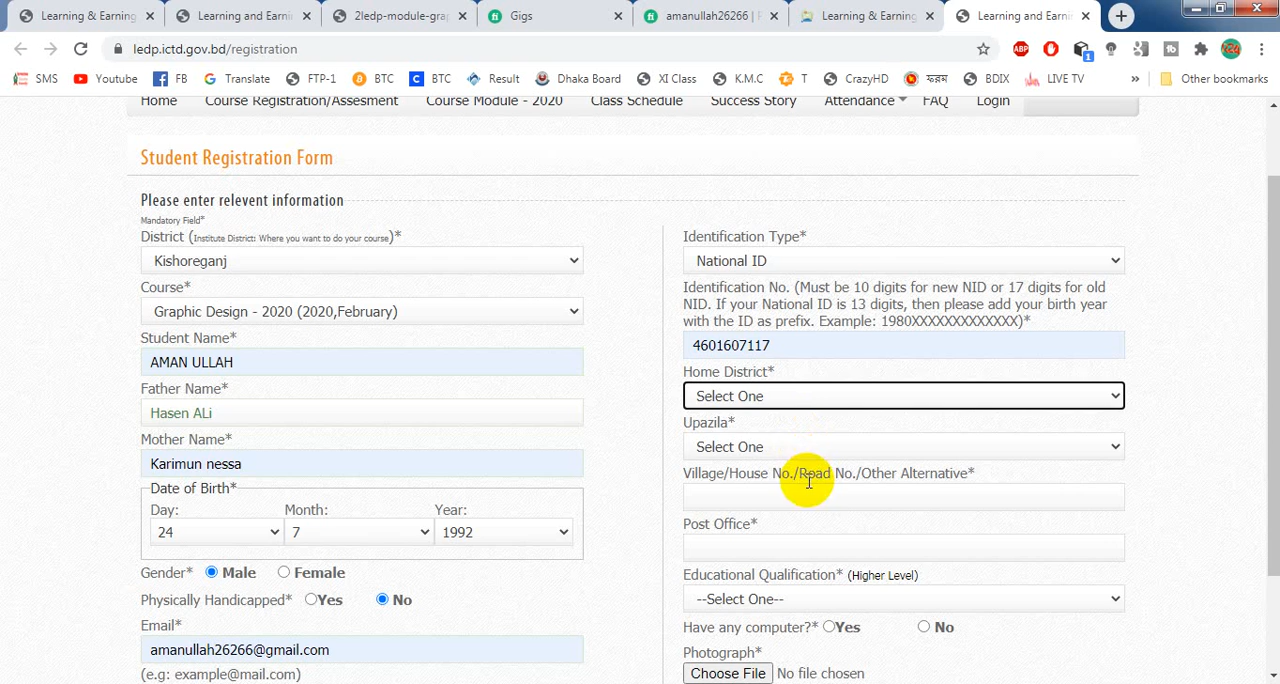 Learning & Earning
Learning and Earnin
2ledp-module-gra
Gigs
amanullah26266 | F
Learning & Earning
Learning and Earnin
ledp.ictd.gov.bd/registration
ABP
SMS
Youtube
FB
Translate
FTP-1
BTC
BTC
Result
Dhaka Board
XI Class
K.M.C
T
CrazyHD
ফরম
BDIX
LIVE TV
»
Other bookmarks
Home
Course Registration/Assesment
Course Module - 2020
Class Schedule
Success Story
Attendance
FAQ
Login
Student Registration Form
Please enter relevent information
Mandatory Field*
District (Institute District: Where you want to do your course)*
Kishoreganj
Course*
Graphic Design - 2020 (2020,February)
Student Name*
AMAN ULLAH
Father Name*
Hasen ALi
Mother Name*
Karimun nessa
Date of Birth*
Day: Month: Year:
24 7 1992
Gender* Male Female
Physically Handicapped* Yes No
Email*
amanullah26266@gmail.com
(e.g: example@mail.com)
Identification Type*
National ID
Identification No. (Must be 10 digits for new NID or 17 digits for old
NID. If your National ID is 13 digits, then please add your birth year
with the ID as prefix. Example: 1980XXXXXXXXXXXXX)*
4601607117
Home District*
Select One
Upazila*
Select One
Village/House No./Road No./Other Alternative*
Post Office*
Educational Qualification* (Higher Level)
--Select One--
Have any computer?* Yes No
Photograph*
Choose File No file chosen